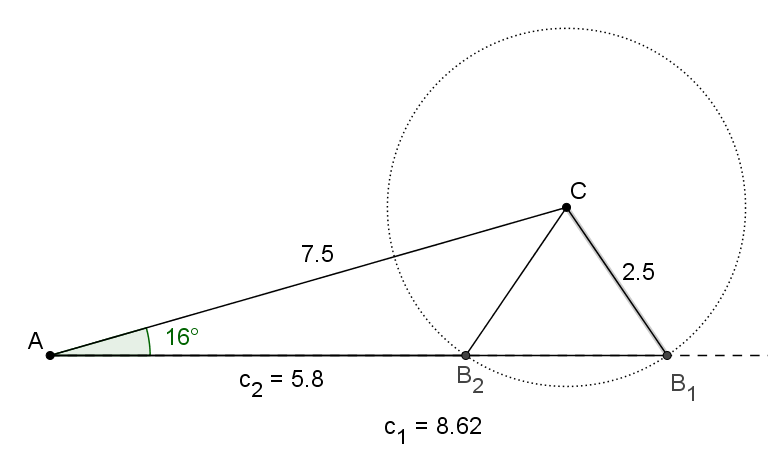 C
7.5
2.5
A
16°
B₂
c₂ = 5.8
B₁
c₁ = 8.62